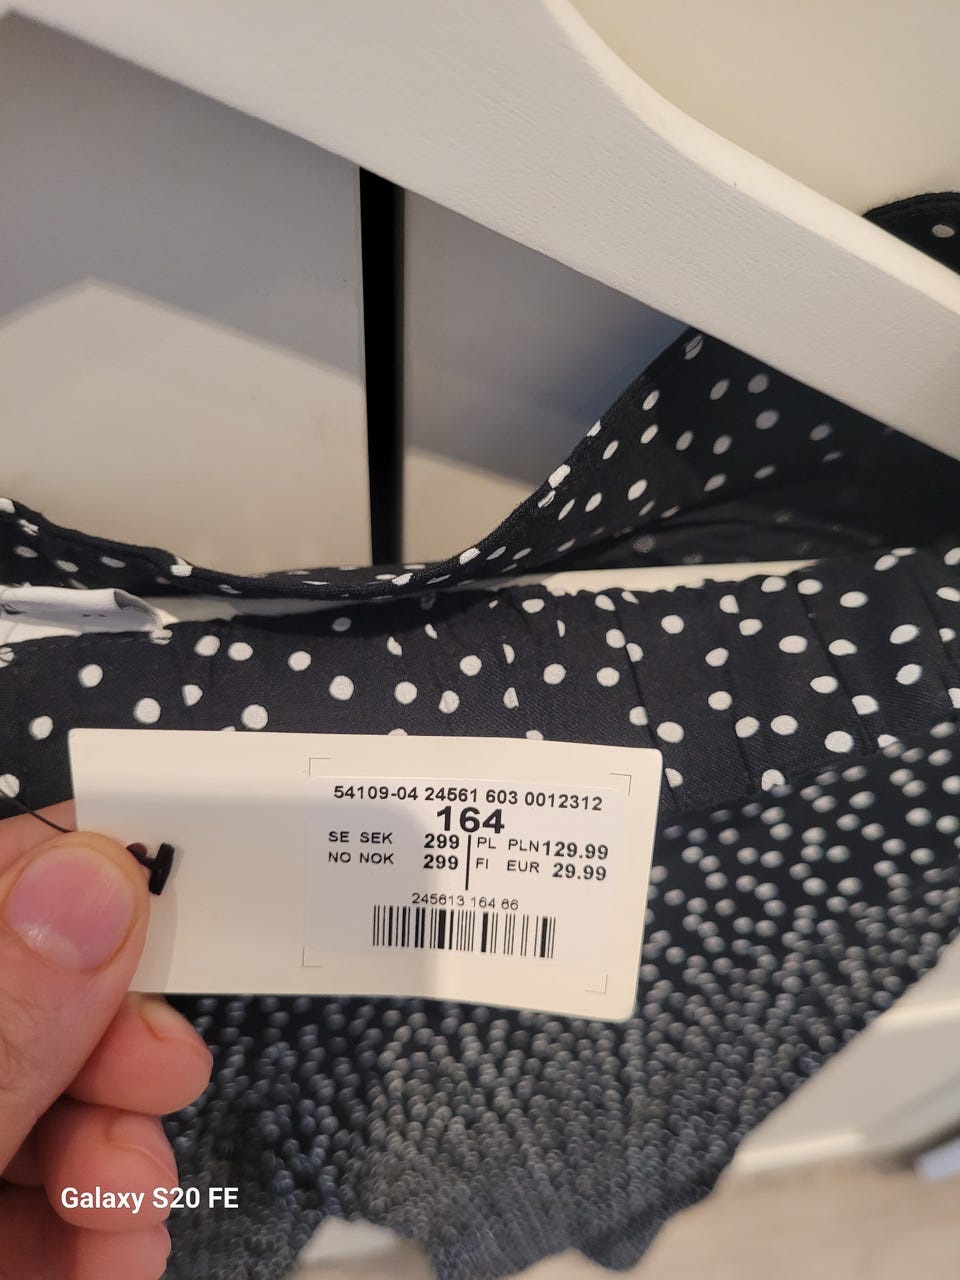 54109-04 24561 603 0012312
164
SE SEK 299 PL PLN 129.99
NO NOK 299 FI EUR 29.99
245613 164 66
Galaxy S20 FE